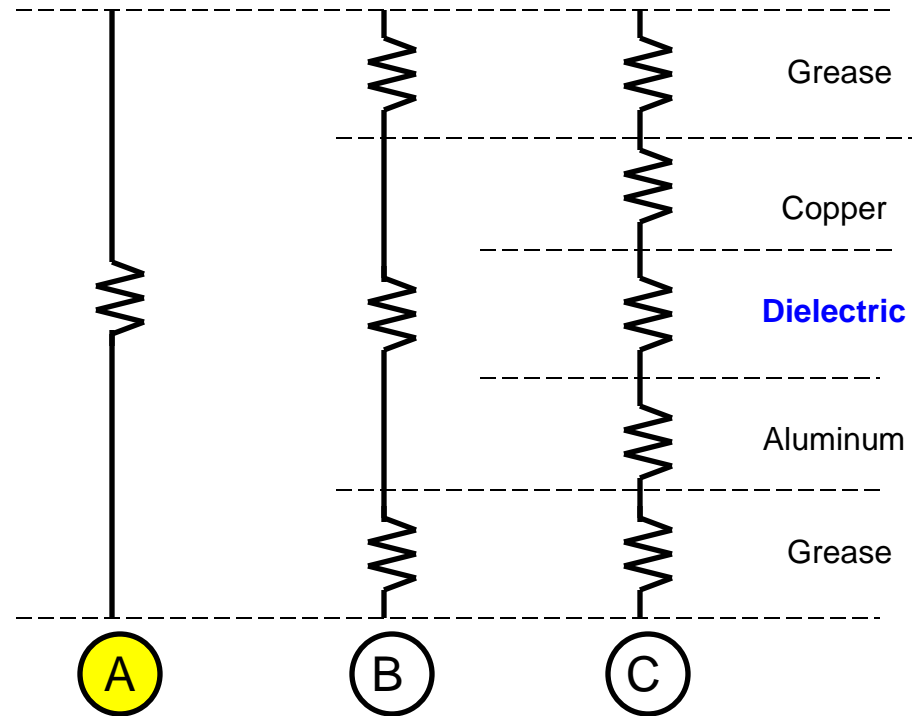 Grease
Copper
Dielectric
Aluminum
Grease
A
B
C